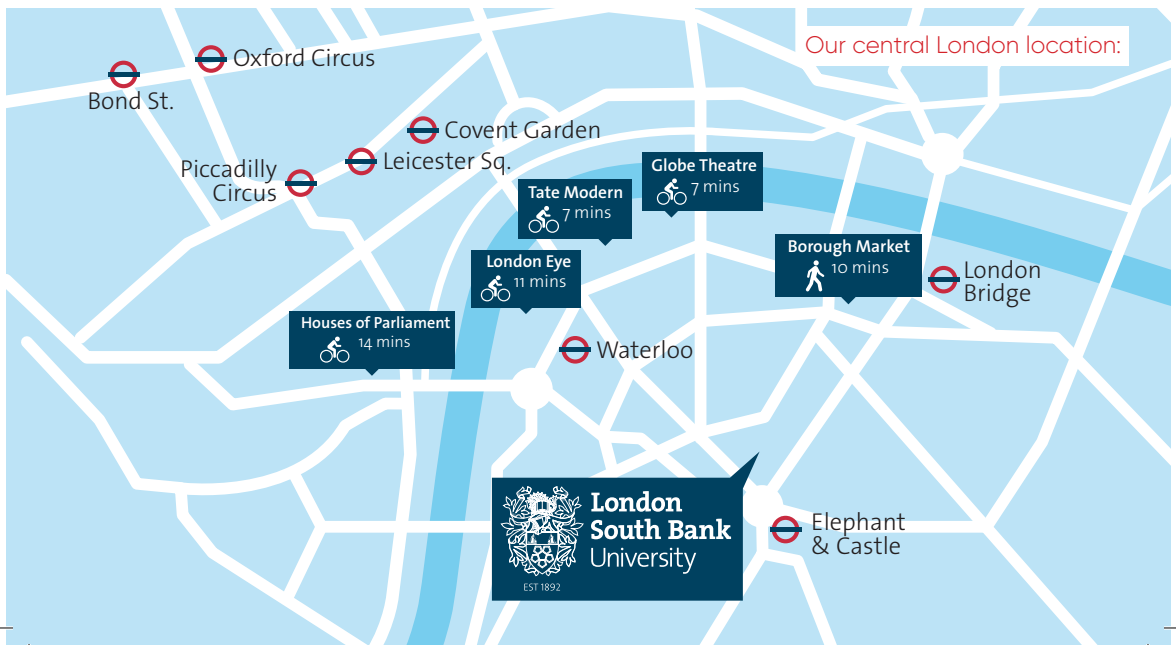 Our central London location:
Oxford Circus
Bond St.
Covent Garden
Leicester Sq.
Piccadilly
Circus
Globe Theatre
7 mins
Tate Modern
7 mins
London Eye
11 mins
Borough Market
10 mins
London
Bridge
Houses of Parliament
14 mins
Waterloo
London
South Bank
University
EST 1892
Elephant
& Castle